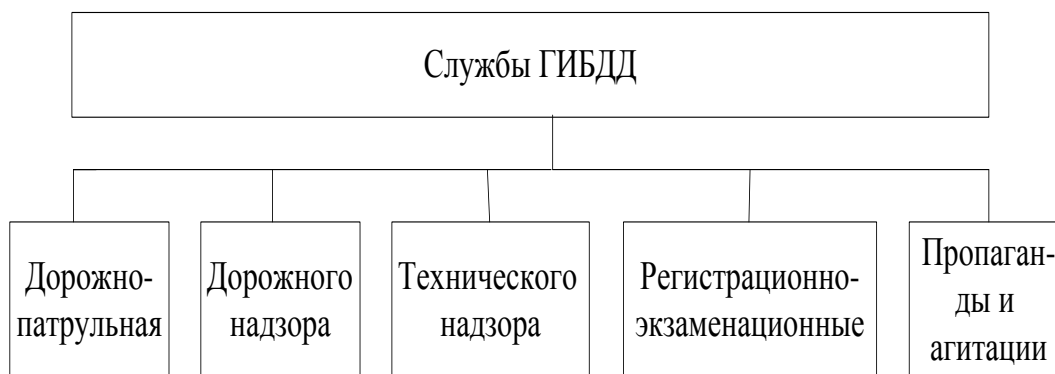 Службы ГИБДД
Дорожно-
патрульная
Дорожного
надзора
Технического
надзора
Регистрационно-
экзаменационные
Пропаган-
ды и
агитации